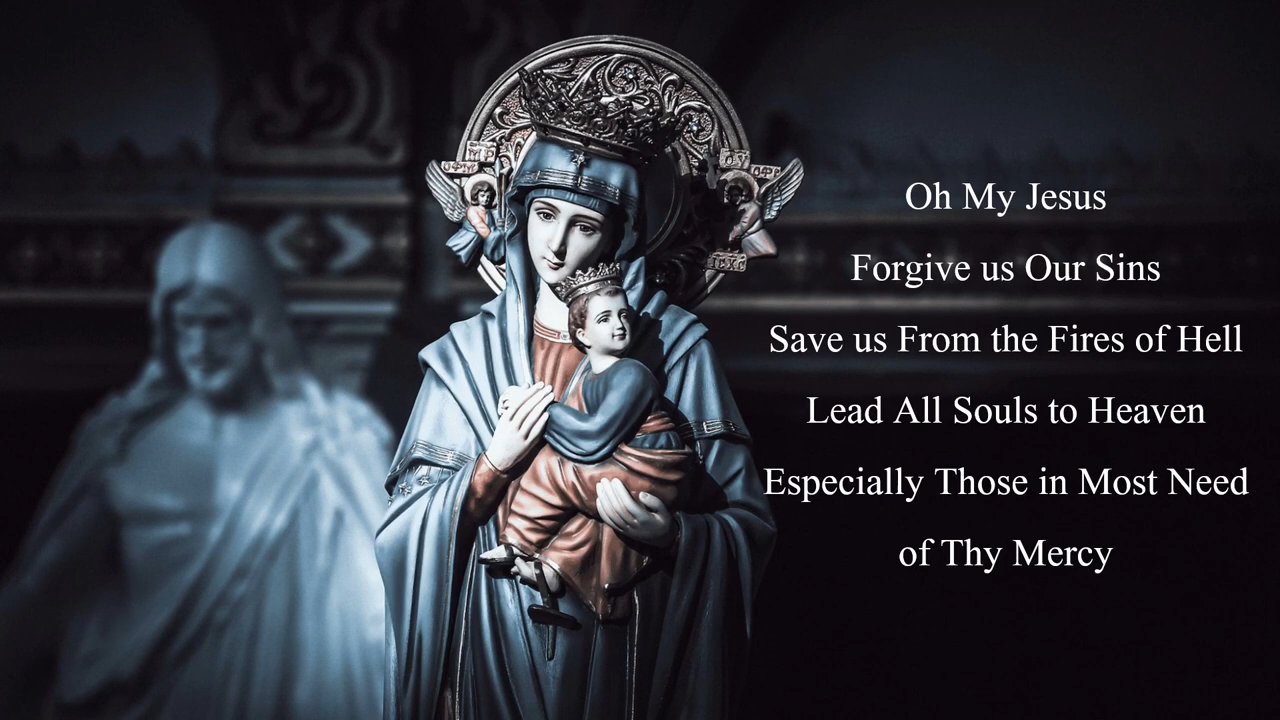 Oh My Jesus
Forgive us Our Sins
Save us From the Fires of Hell
Lead All Souls to Heaven
Especially Those in Most Need
of Thy Mercy